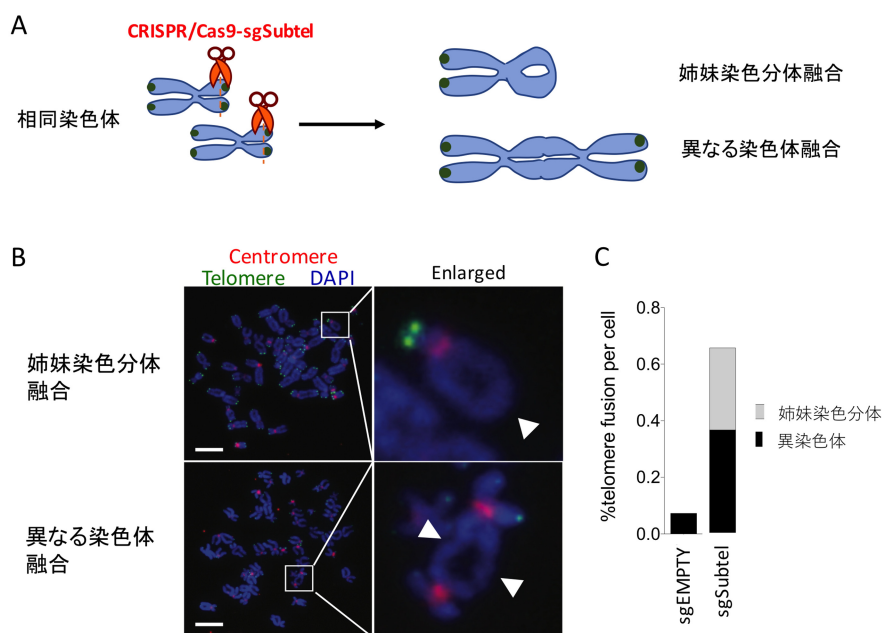 A
CRISPR/Cas9-sgSubtel
相同染色体
姉妹染色分体融合
異なる染色体融合
B
Centromere
Telomere DAPI
Enlarged
姉妹染色分体
融合
異なる染色体
融合
C
%telomere fusion per cell
0.8
0.6
0.4
0.2
0.0
sgEMPTY
sgSubtel
姉妹染色分体
異染色体